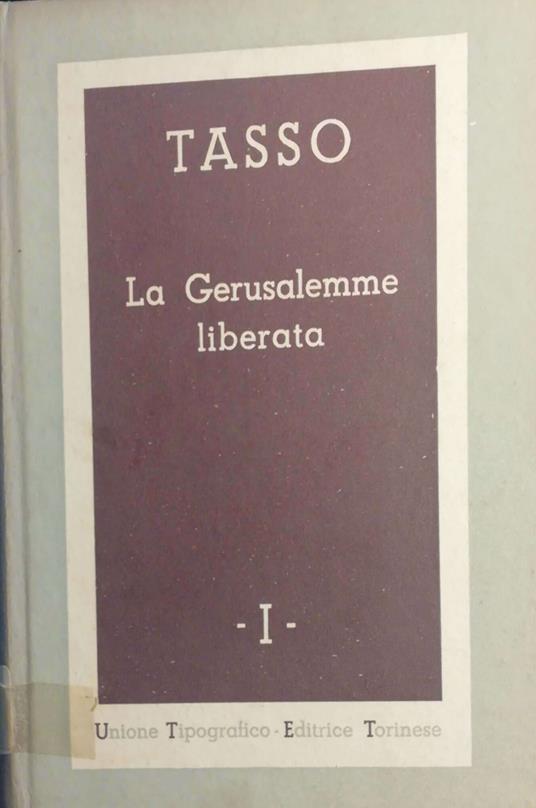 TASSO
La Gerusalemme
liberata
- I -
Unione Tipografico - Editrice Torinese